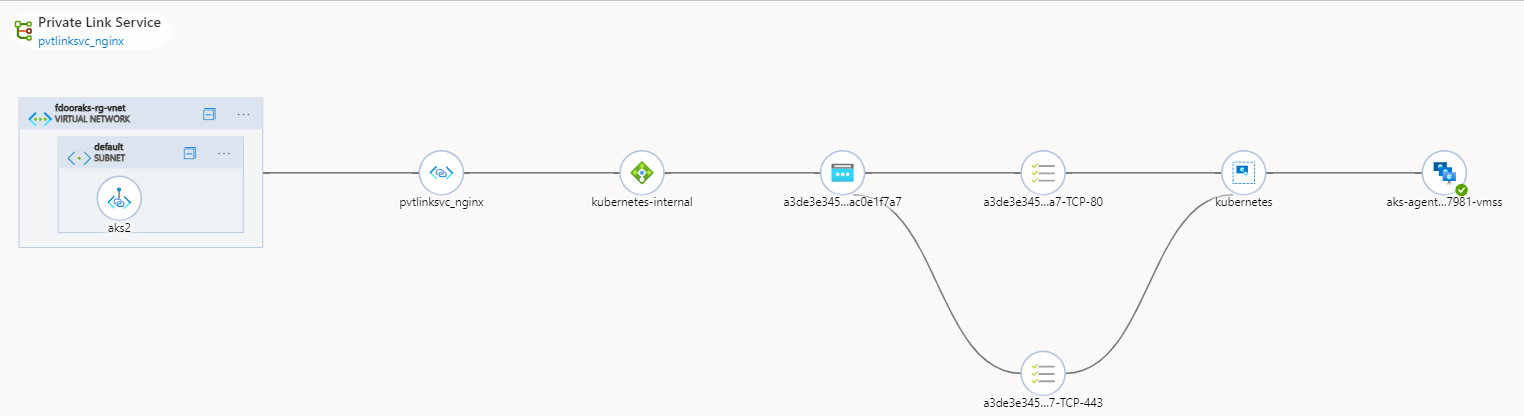 Private Link Service
pvtlinksvc_nginx
fdooraks-rg-vnet
VIRTUAL NETWORK
...
default
SUBNET
...
aks2
pvtlinksvc_nginx
kubernetes-internal
a3de3e345...ac0e1f7a7
a3de3e345...a7-TCP-80
kubernetes
aks-agent...7981-vmss
a3de3e345...7-TCP-443